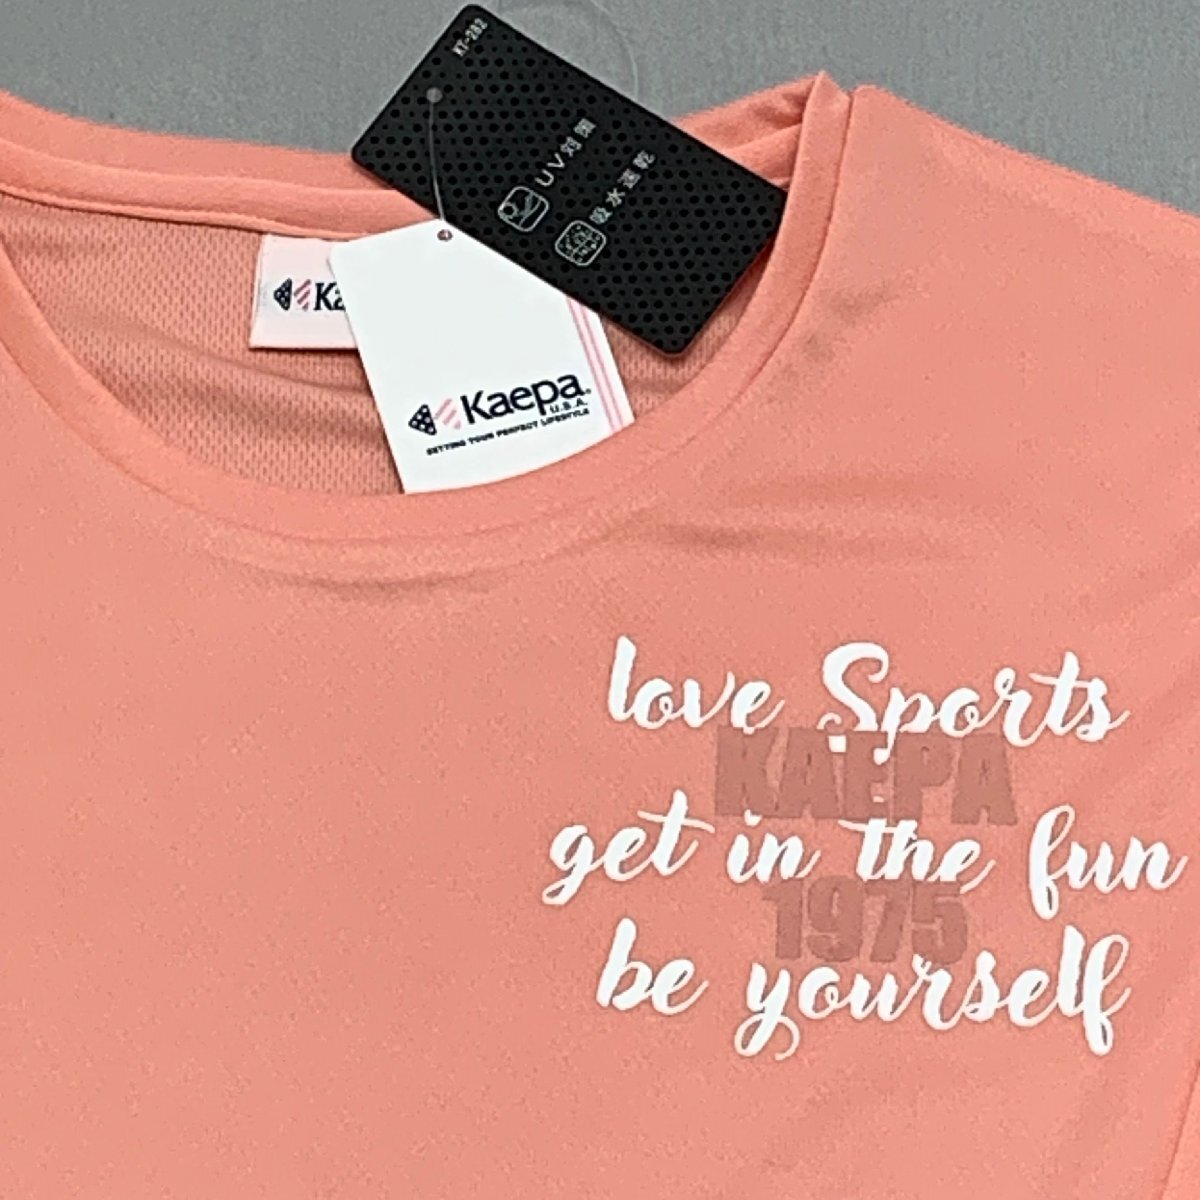 KT-282
UV対策
吸水速乾
Ka
Kaepa
U.S.A.
GETTING YOUR PERFECT LIFESTYLE
love Sports
KAEPA
get in the fun
1975
be yourself